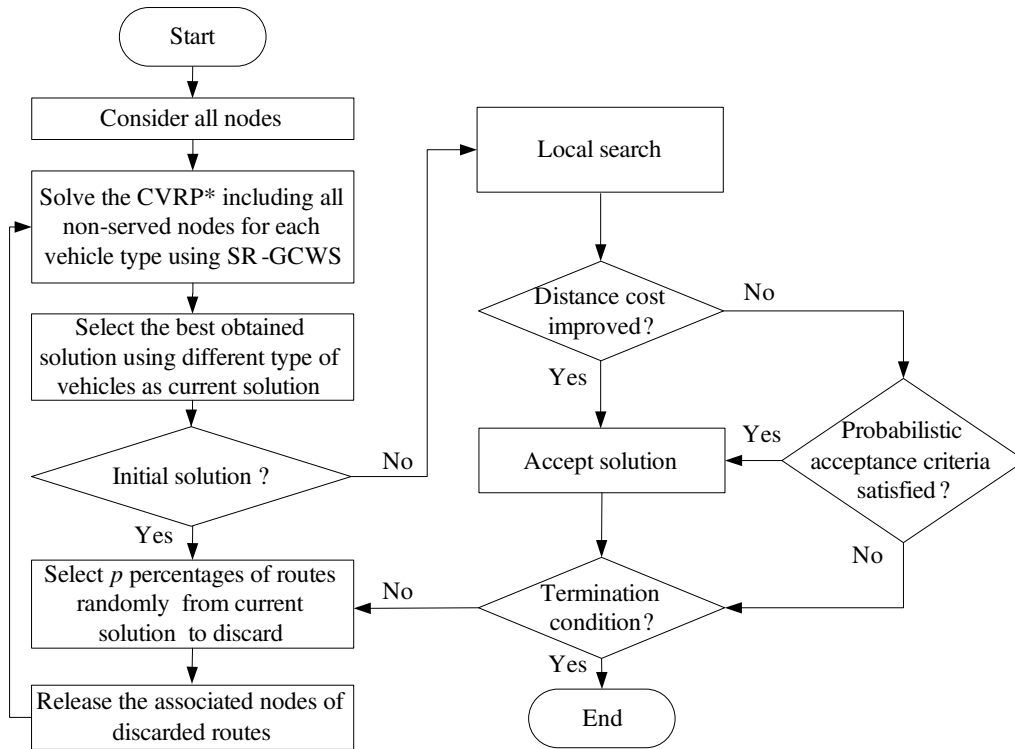 Start
Consider all nodes
Solve the CVRP* including all
non-served nodes for each
vehicle type using SR-GCWS
Select the best obtained
solution using different type of
vehicles as current solution
Initial solution ?
No
Yes
Select p percentages of routes
randomly from current
solution to discard
Release the associated nodes of
discarded routes
Local search
Distance cost
improved?
No
Yes
Probabilistic
acceptance criteria
satisfied ?
Yes
No
Accept solution
Termination
condition?
No
Yes
End